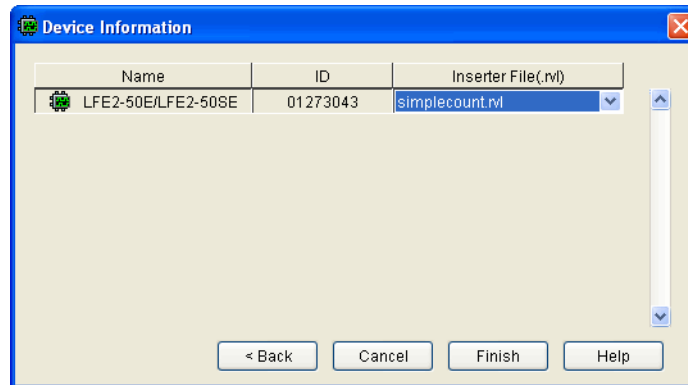 Device Information
Name ID Inserter File(.rvl)
LFE2-50E/LFE2-50SE 01273043 simplecount.rvl
< Back Cancel Finish Help